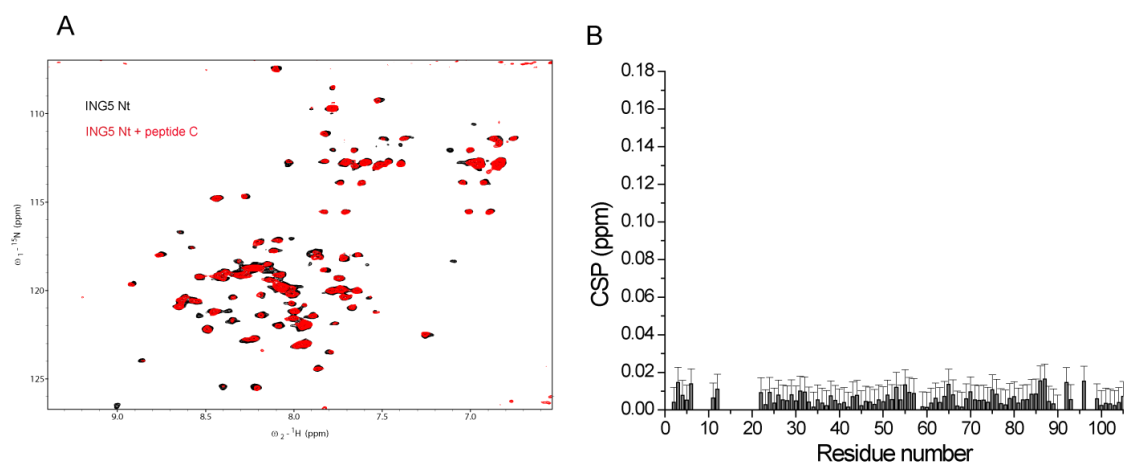 A
ING5 Nt
ING5 Nt + peptide C
110
115
120
125
ω₁ - ¹⁵N (ppm)
9.0 8.5 8.0 7.5 7.0
ω₂ - ¹H (ppm)
B
0.18
0.16
0.14
0.12
0.10
0.08
0.06
0.04
0.02
0.00
CSP (ppm)
0 10 20 30 40 50 60 70 80 90 100
Residue number